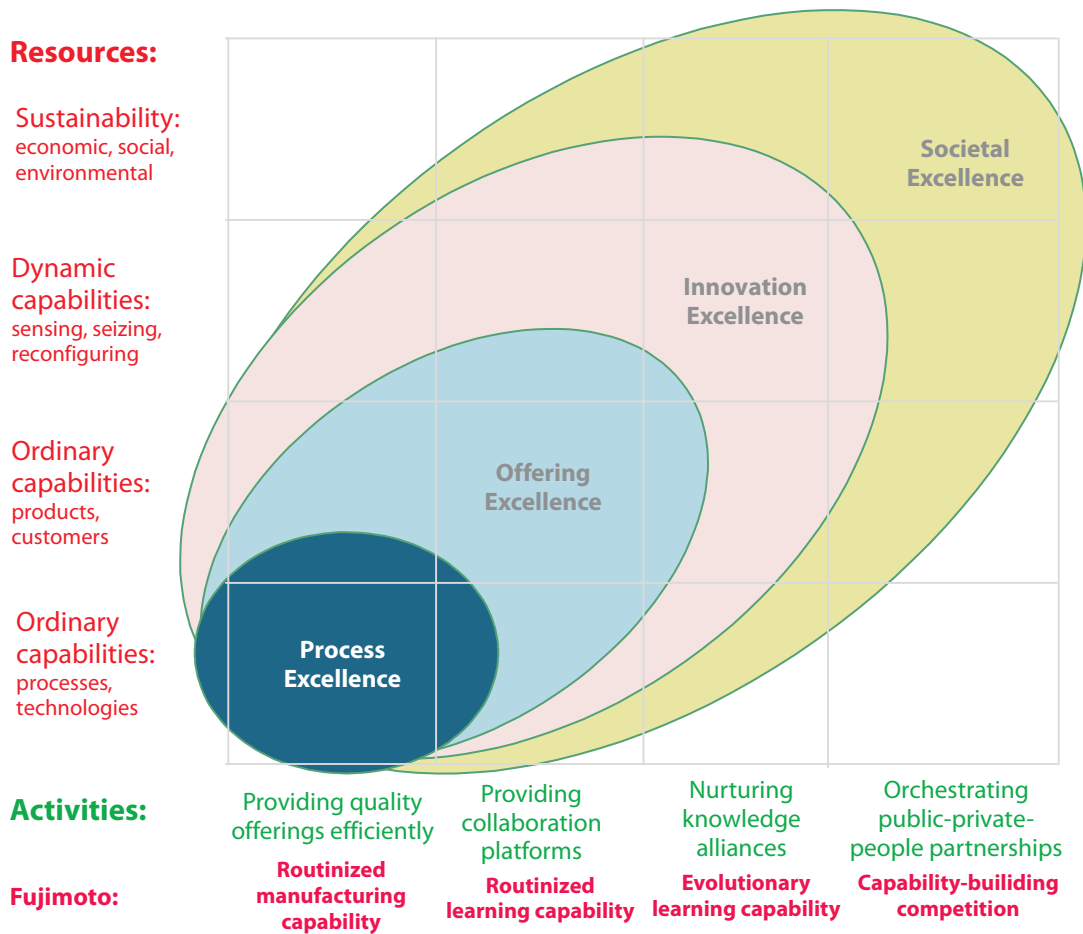 Resources:
Sustainability:
economic, social,
environmental
Societal
Excellence
Dynamic
capabilities:
sensing, seizing,
reconfiguring
Innovation
Excellence
Ordinary
capabilities:
products,
customers
Offering
Excellence
Ordinary
capabilities:
processes,
technologies
Process
Excellence
Activities:
Providing quality
offerings efficiently
Providing
collaboration
platforms
Nurturing
knowledge
alliances
Orchestrating
public-private-
people partnerships
Fujimoto:
Routinized
manufacturing
capability
Routinized
learning capability
Evolutionary
learning capability
Capability-builiding
competition